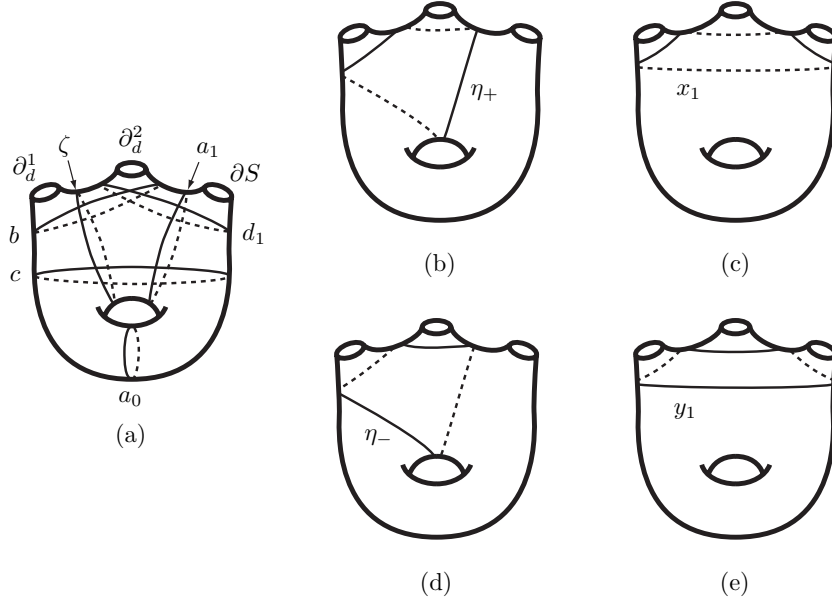 ζ
∂_d^2
a_1
∂_d^1
∂S
b
d_1
c
a_0
(a)
η_+
(b)
x_1
(c)
η_-
(d)
y_1
(e)